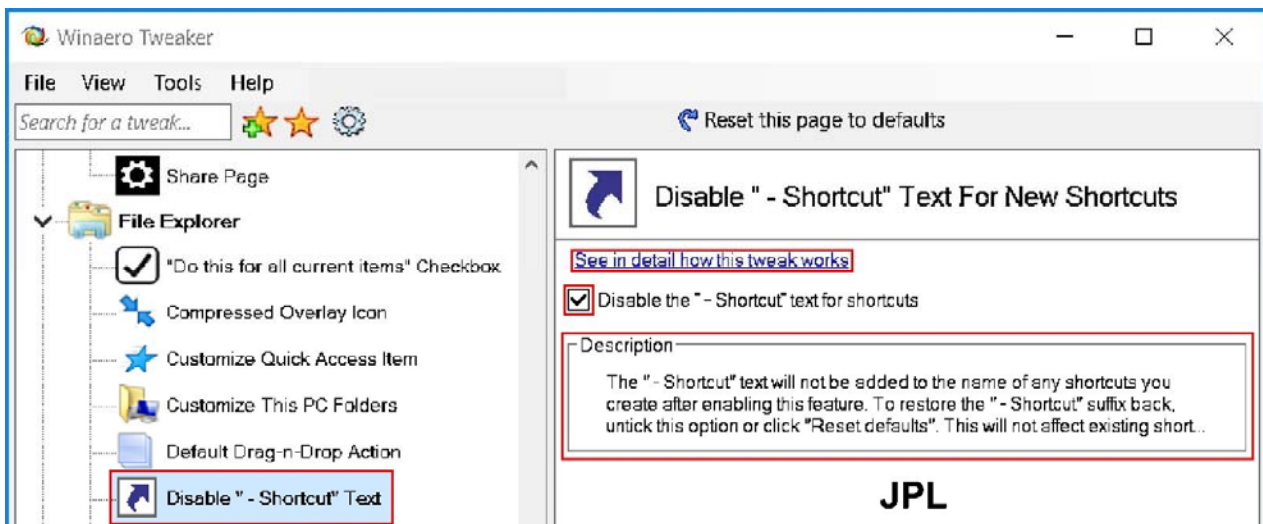 Winaero Tweaker
File View Tools Help
Search for a tweak...
Reset this page to defaults
Share Page
File Explorer
"Do this for all current items" Checkbox
Compressed Overlay Icon
Customize Quick Access Item
Customize This PC Folders
Default Drag-n-Drop Action
Disable " - Shortcut" Text
Disable " - Shortcut" Text For New Shortcuts
See in detail how this tweak works
Disable the " - Shortcut" text for shortcuts
Description
The " - Shortcut" text will not be added to the name of any shortcuts you
create after enabling this feature. To restore the " - Shortcut" suffix back,
untick this option or click "Reset defaults". This will not affect existing short...
JPL